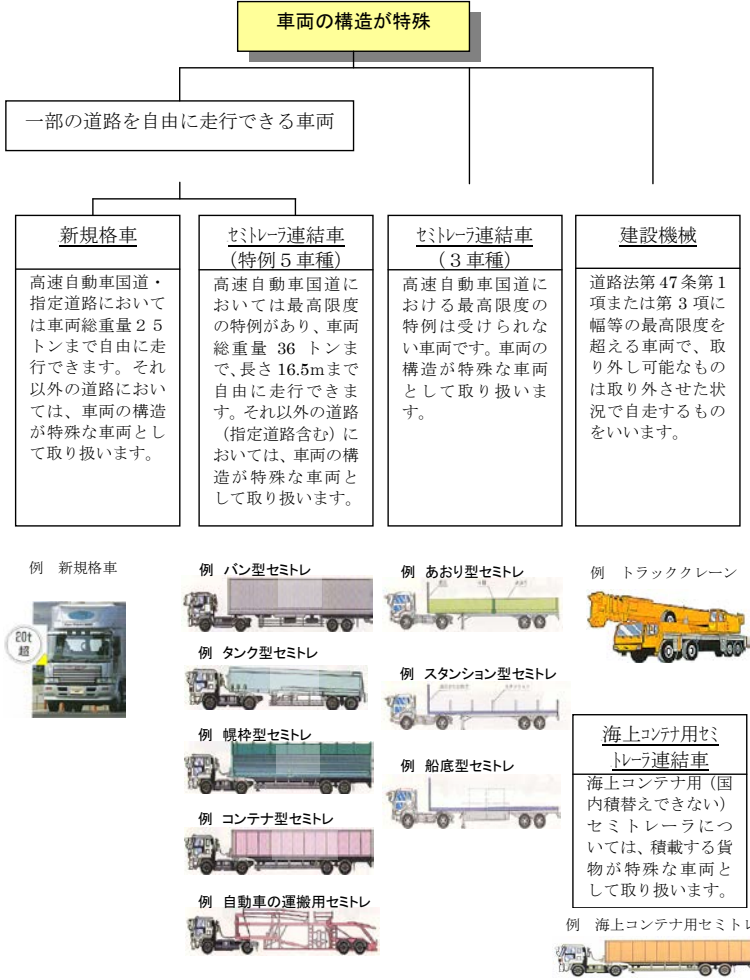 車両の構造が特殊
一部の道路を自由に走行できる車両
新規格車
高速自動車国道・
指定道路において
は車両総重量２５
トンまで自由に走
行できます。それ
以外の道路におい
ては、車両の構造
が特殊な車両とし
て取り扱います。
ｾﾐﾄﾚｰﾗ連結車
(特例５車種)
高速自動車国道に
おいては最高限度
の特例があり、車両
総重量 36 トンま
で、長さ 16.5mまで
自由に走行できま
す。それ以外の道路
（指定道路含む）に
おいては、車両の構
造が特殊な車両と
して取り扱います。
ｾﾐﾄﾚｰﾗ連結車
(３車種)
高速自動車国道に
おける最高限度の
特例は受けられな
い車両です。車両の
構造が特殊な車両
として取り扱いま
す。
建設機械
道路法第 47 条第 1
項または第 3 項に
幅等の最高限度を
超える車両で、取
り外し可能なもの
は取り外させた状
況で自走するもの
をいいます。
例　新規格車
20t
超
例　バン型セミトレ
例　タンク型セミトレ
例　幌枠型セミトレ
例　コンテナ型セミトレ
例　自動車の運搬用セミトレ
例　あおり型セミトレ
例　スタンション型セミトレ
例　船底型セミトレ
例　トラッククレーン
海上ｺﾝﾃﾅ用ｾﾐ
ﾄﾚｰﾗ連結車
海上コンテナ用（国
内積替えできない）
セミトレーラにつ
いては、積載する貨
物が特殊な車両と
して取り扱います。
例　海上コンテナ用セミトレ